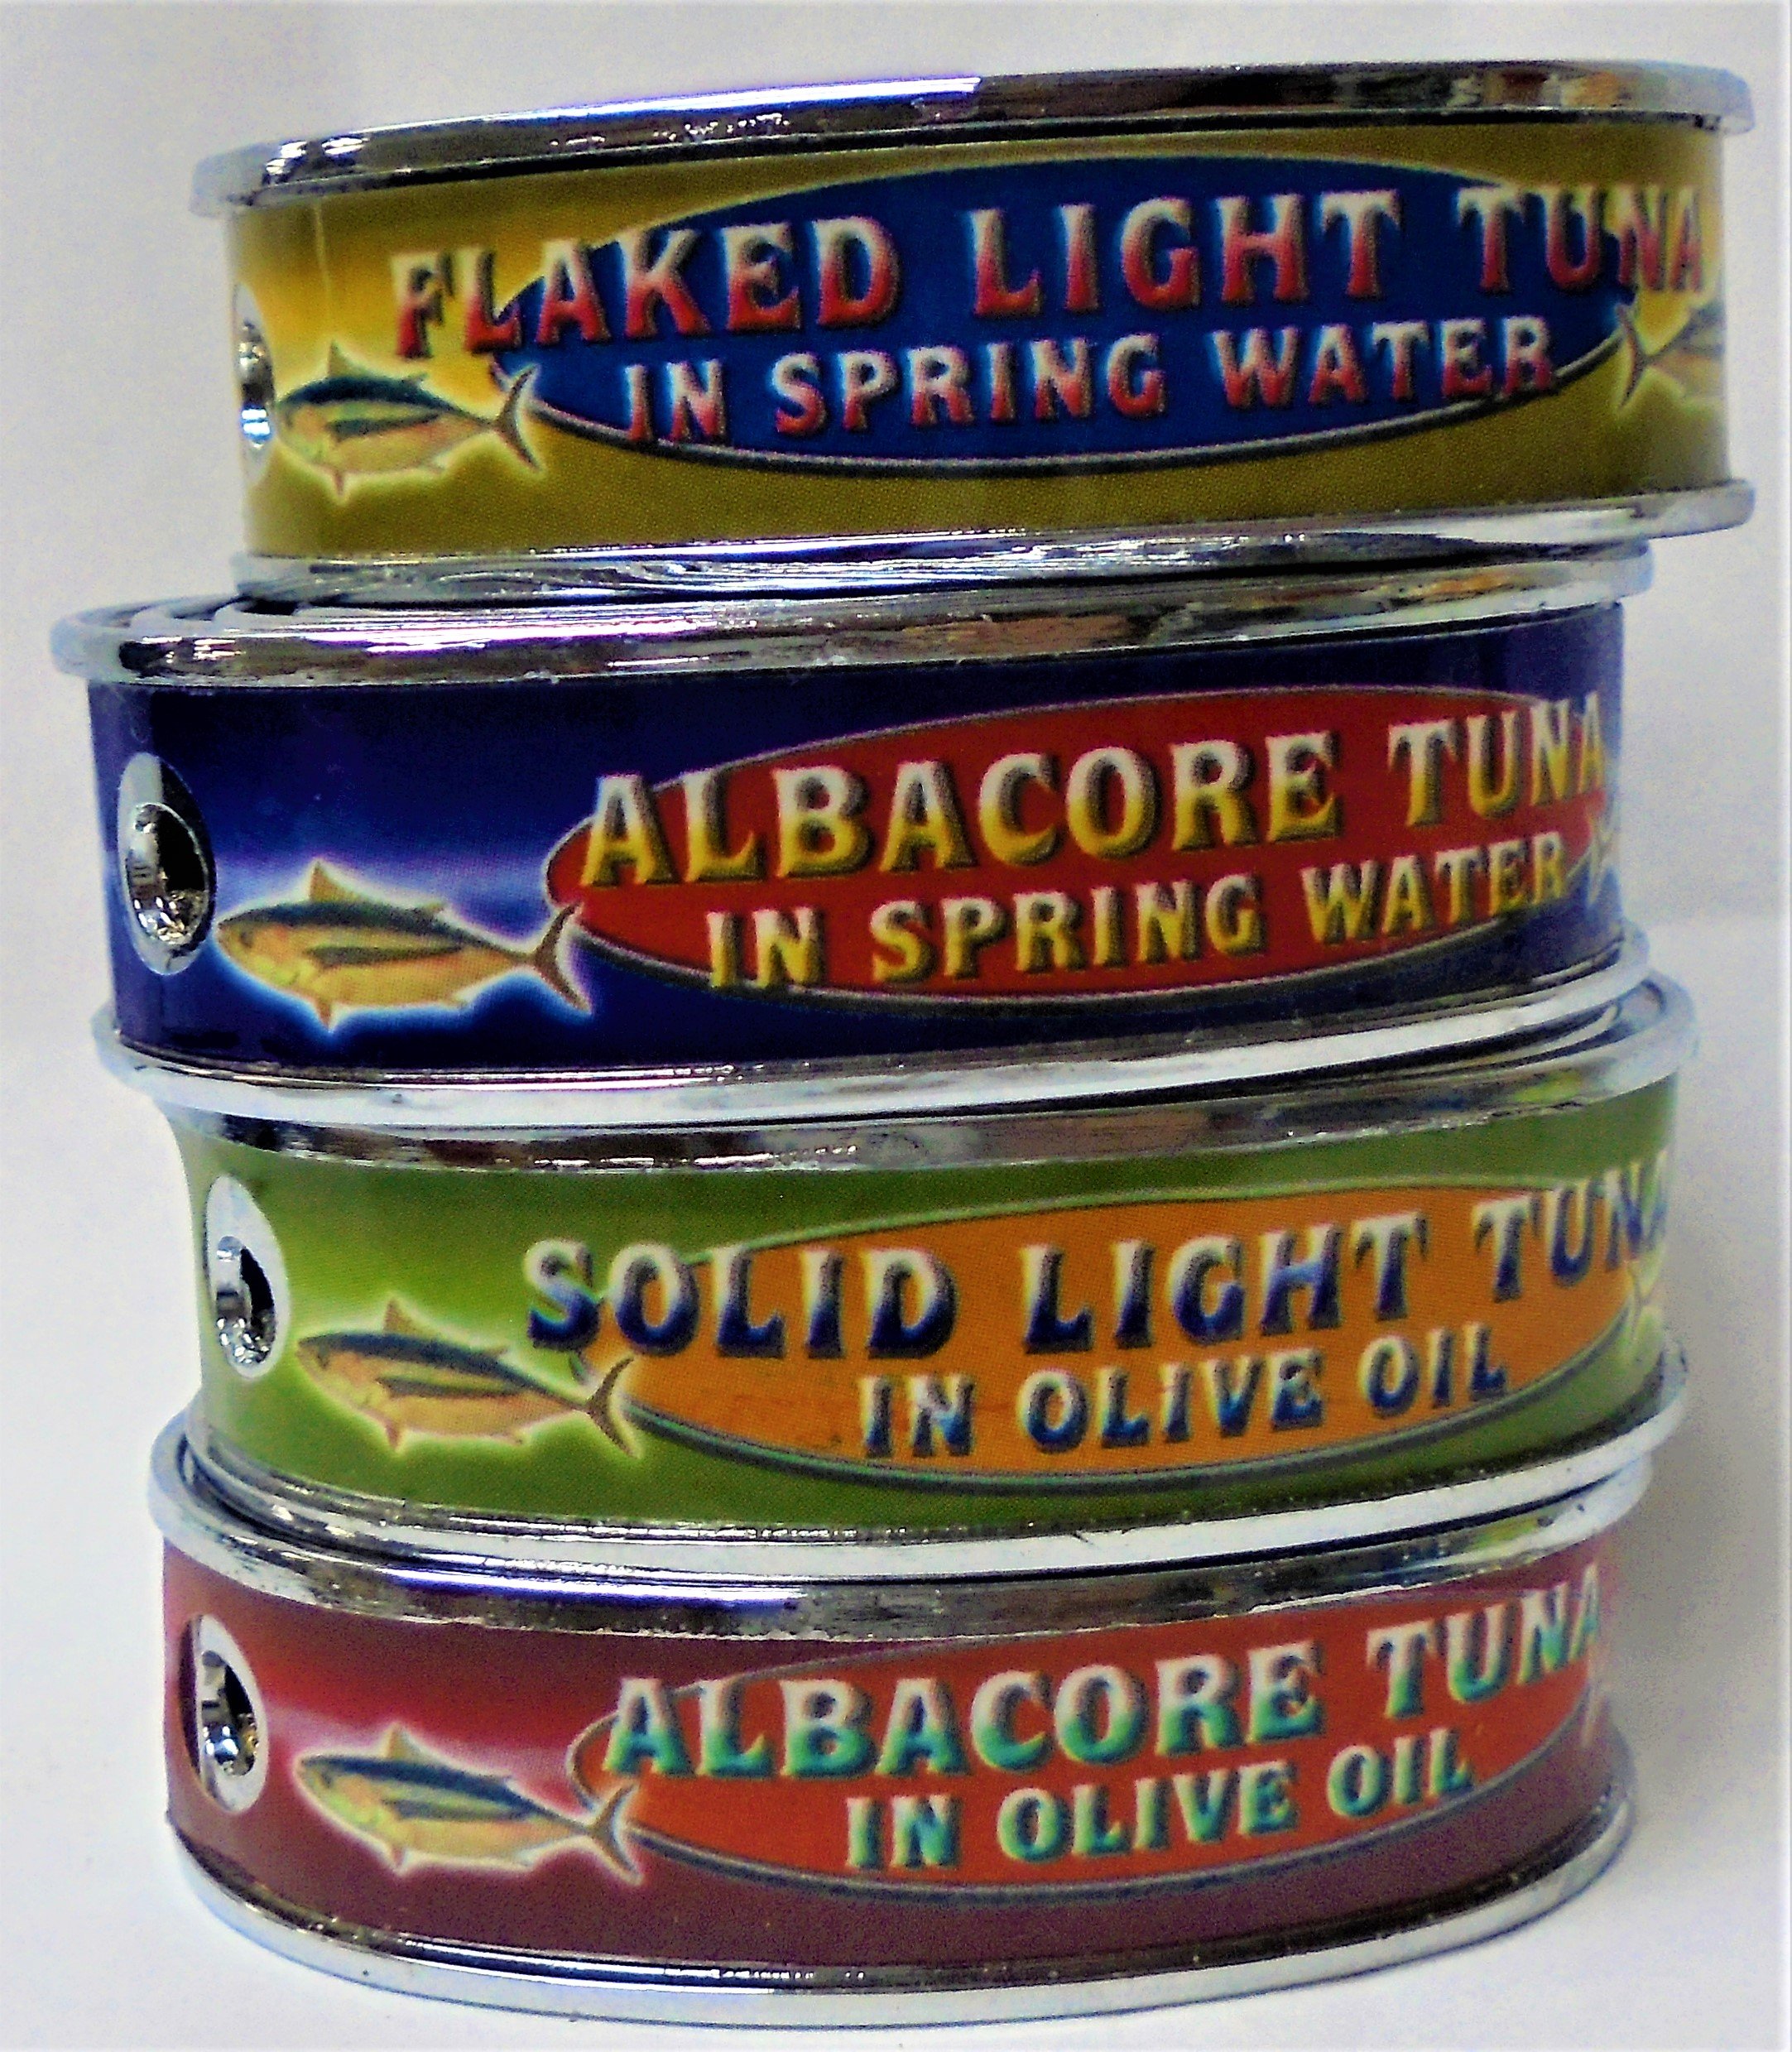 FLAKED LIGHT TUNA
IN SPRING WATER
ALBACORE TUNA
IN SPRING WATER
SOLID LIGHT TUNA
IN OLIVE OIL
ALBACORE TUNA
IN OLIVE OIL